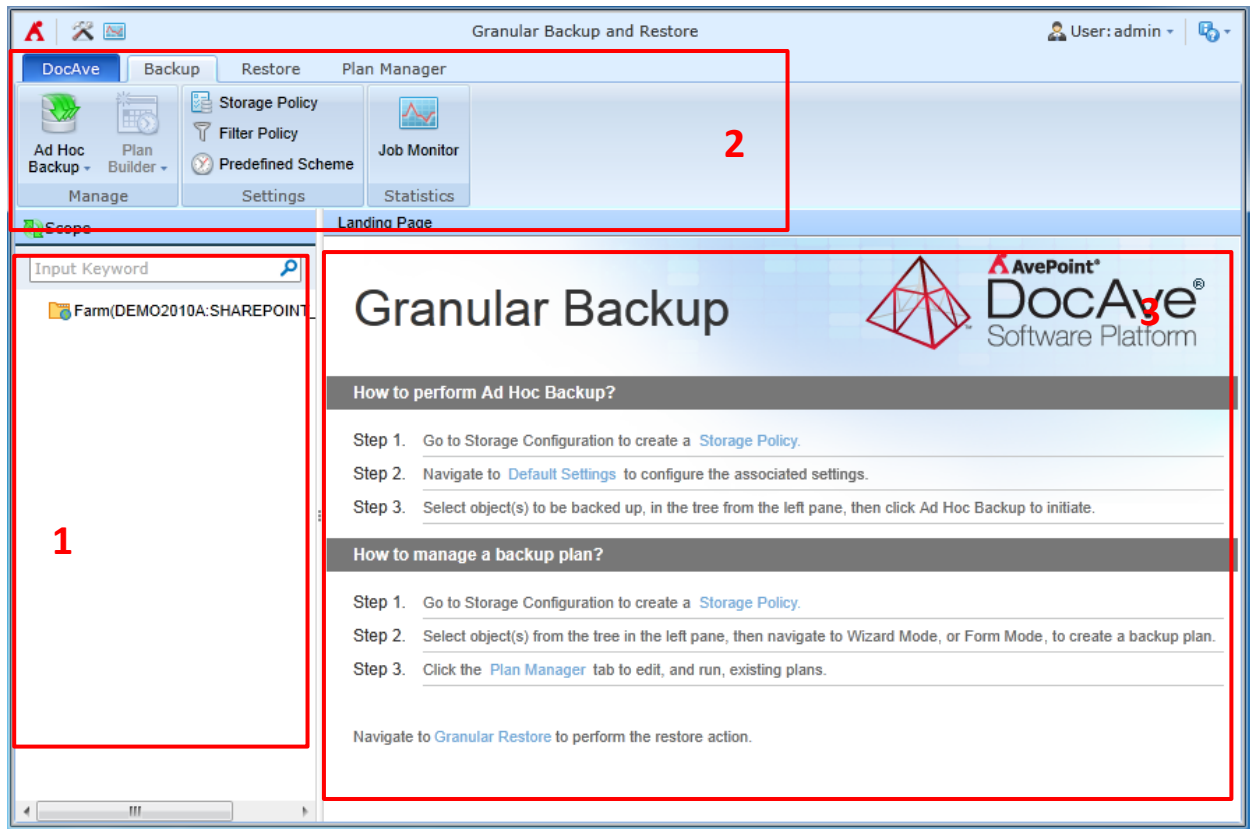 Granular Backup and Restore
User: admin
DocAve Backup Restore Plan Manager
Ad Hoc Backup
Plan Builder
Storage Policy
Filter Policy
Predefined Scheme
Job Monitor
Manage Settings Statistics
2
Scope
Landing Page
Input Keyword
Farm(DEMO2010A:SHAREPOINT_
1
Granular Backup
AvePoint®
DocAve®
Software Platform
3
How to perform Ad Hoc Backup?
Step 1. Go to Storage Configuration to create a Storage Policy.
Step 2. Navigate to Default Settings to configure the associated settings.
Step 3. Select object(s) to be backed up, in the tree from the left pane, then click Ad Hoc Backup to initiate.
How to manage a backup plan?
Step 1. Go to Storage Configuration to create a Storage Policy.
Step 2. Select object(s) from the tree in the left pane, then navigate to Wizard Mode, or Form Mode, to create a backup plan.
Step 3. Click the Plan Manager tab to edit, and run, existing plans.
Navigate to Granular Restore to perform the restore action.